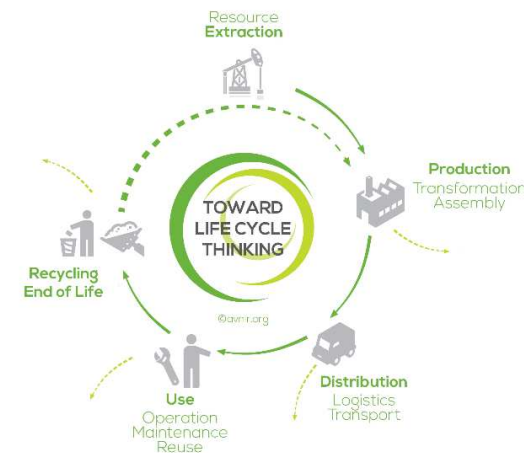 Resource
Extraction
Production
Transformation
Assembly
TOWARD
LIFE CYCLE
THINKING
©avnir.org
Recycling
End of Life
Distribution
Logistics
Transport
Use
Operation
Maintenance
Reuse